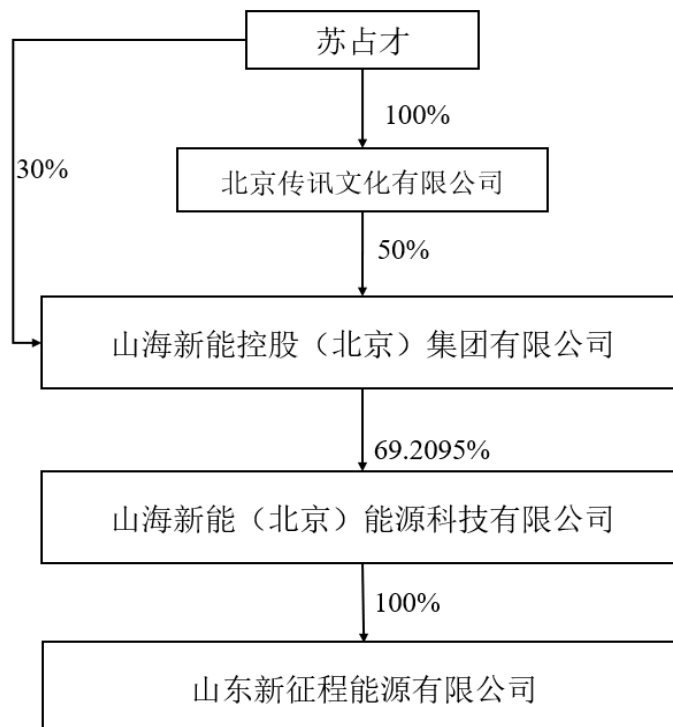 苏占才
100%
30%
北京传讯文化有限公司
50%
山海新能控股（北京）集团有限公司
69.2095%
山海新能（北京）能源科技有限公司
100%
山东新征程能源有限公司